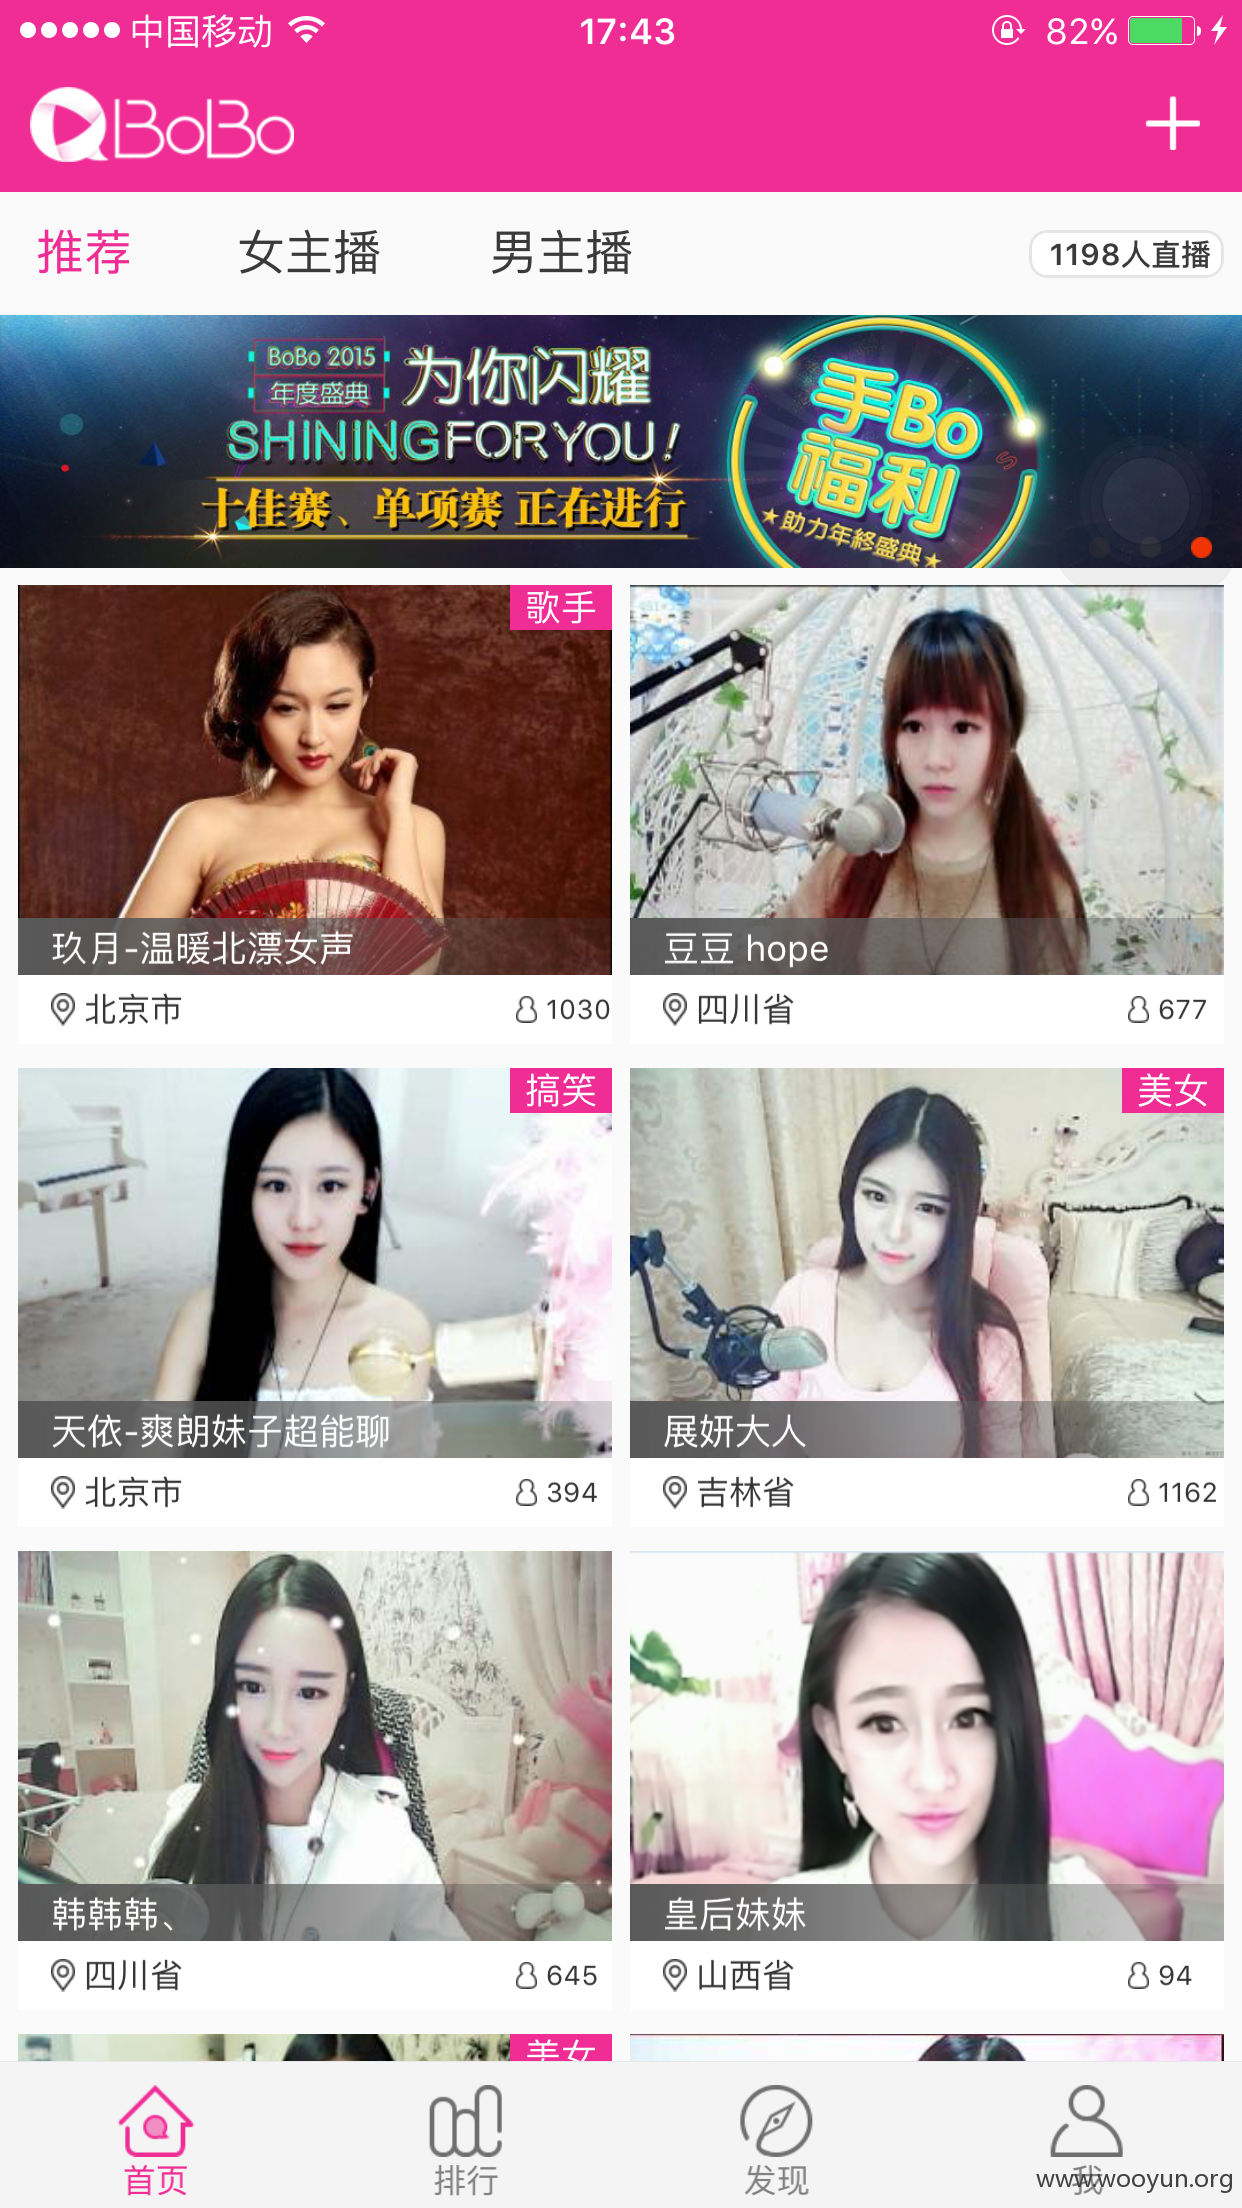 中国移动 17:43 82%
BoBo
推荐 女主播 男主播 1198人直播
BoBo 2015 为你闪耀
年度盛典
SHINING FOR YOU!
十佳赛、单项赛 正在进行
手Bo
福利
★助力年終盛典★
歌手
玖月-温暖北漂女声
北京市 1030
豆豆 hope
四川省 677
搞笑
天依-爽朗妹子超能聊
北京市 394
美女
展妍大人
吉林省 1162
韩韩韩、
四川省 645
皇后妹妹
山西省 94
美女
首页 排行 发现 我
www.wooyun.org